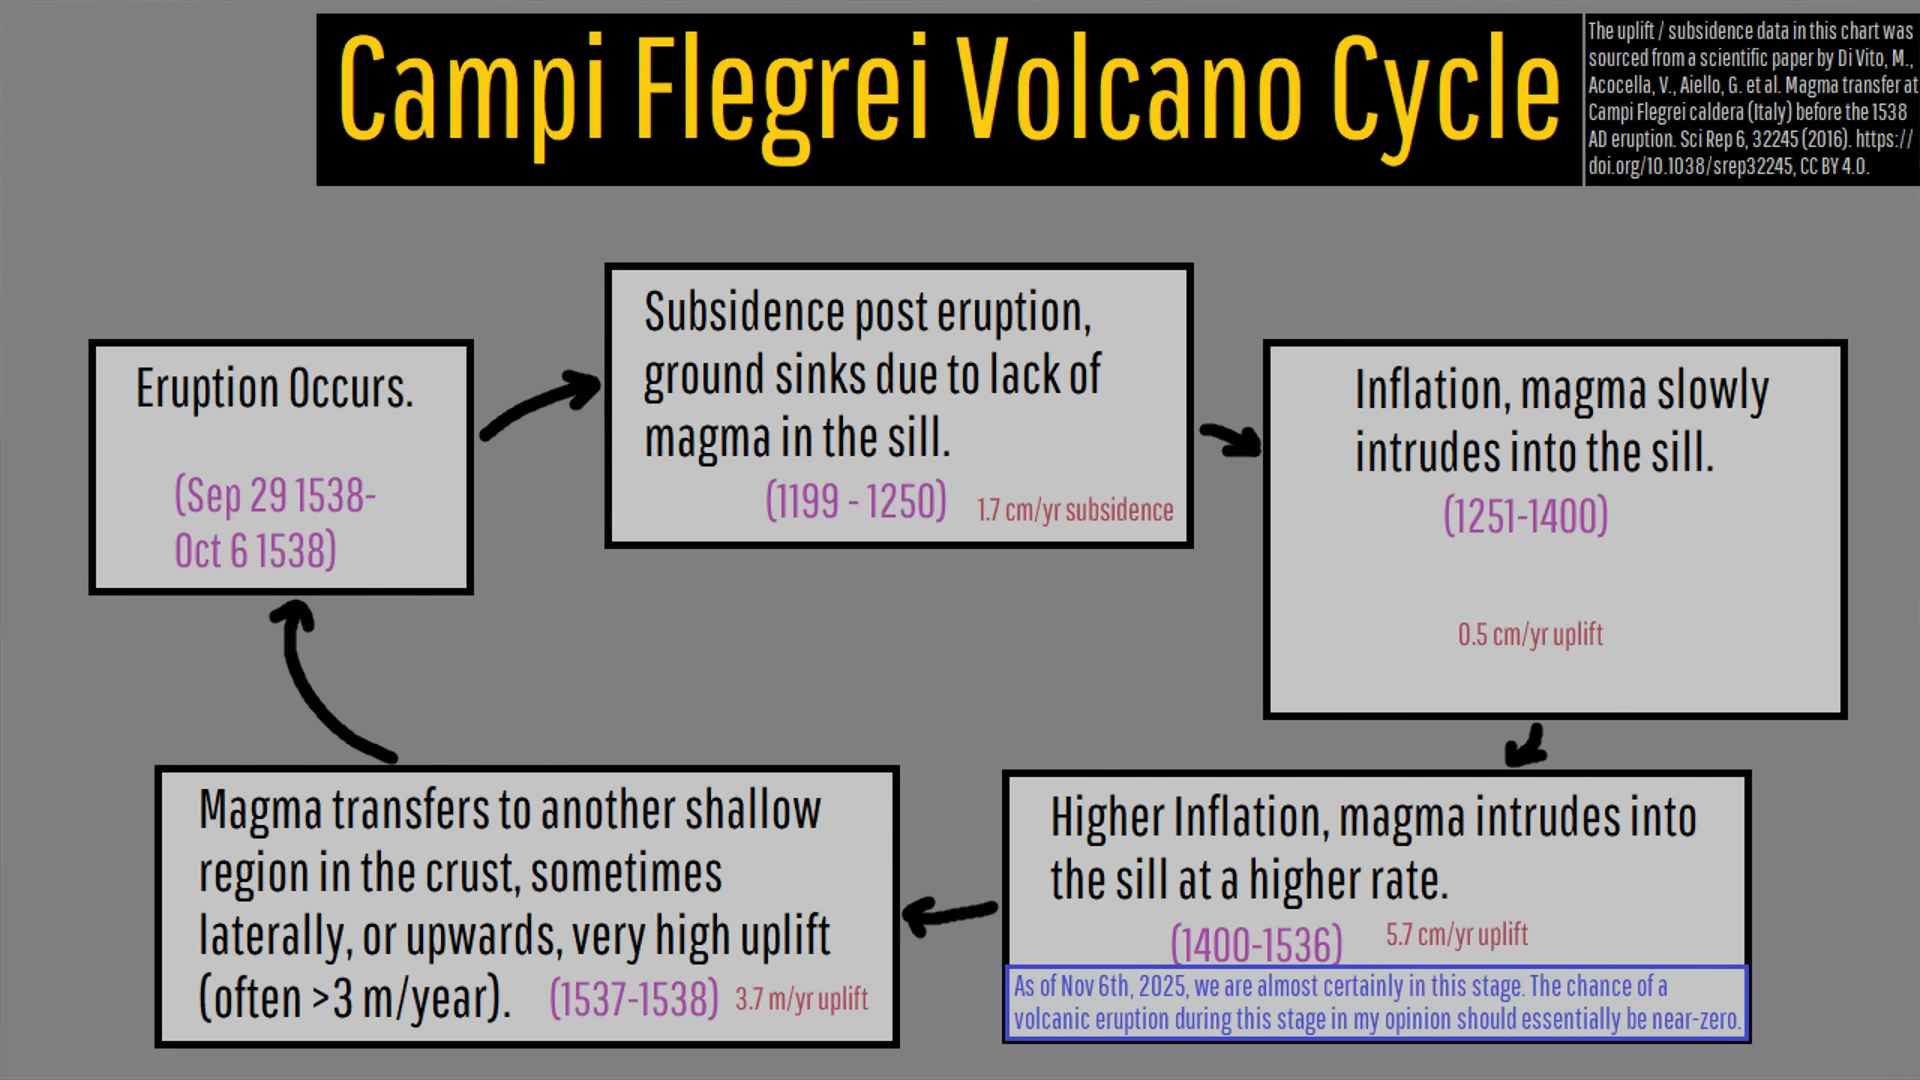 Campi Flegrei Volcano Cycle
The uplift / subsidence data in this chart was
sourced from a scientific paper by Di Vito, M.,
Acocella, V., Aiello, G. et al. Magma transfer at
Campi Flegrei caldera (Italy) before the 1538
AD eruption. Sci Rep 6, 32245 (2016). https://
doi.org/10.1038/srep32245, CC BY 4.0.
Eruption Occurs.
(Sep 29 1538-
Oct 6 1538)
Subsidence post eruption,
ground sinks due to lack of
magma in the sill.
(1199 - 1250) 1.7 cm/yr subsidence
Inflation, magma slowly
intrudes into the sill.
(1251-1400)
0.5 cm/yr uplift
Higher Inflation, magma intrudes into
the sill at a higher rate.
(1400-1536) 5.7 cm/yr uplift
As of Nov 6th, 2025, we are almost certainly in this stage. The chance of a
volcanic eruption during this stage in my opinion should essentially be near-zero.
Magma transfers to another shallow
region in the crust, sometimes
laterally, or upwards, very high uplift
(often >3 m/year). (1537-1538) 3.7 m/yr uplift